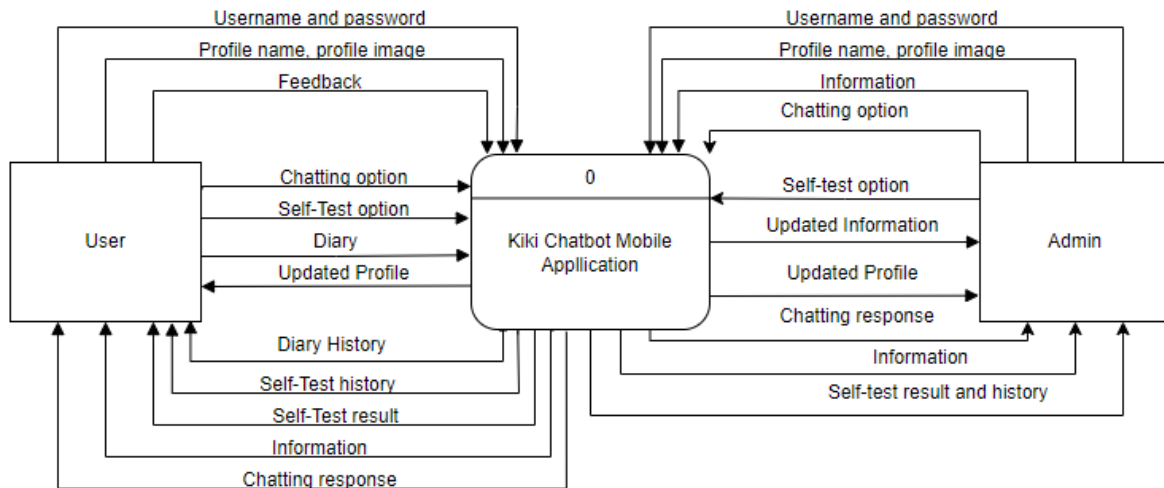 Username and password
Username and password
Profile name, profile image
Profile name, profile image
Feedback
Information
Chatting option
Chatting option
0
Self-test option
Self-Test option
User
Diary
Kiki Chatbot Mobile
Appllication
Updated Information
Admin
Updated Profile
Updated Profile
Chatting response
Diary History
Information
Self-Test history
Self-test result and history
Self-Test result
Information
Chatting response